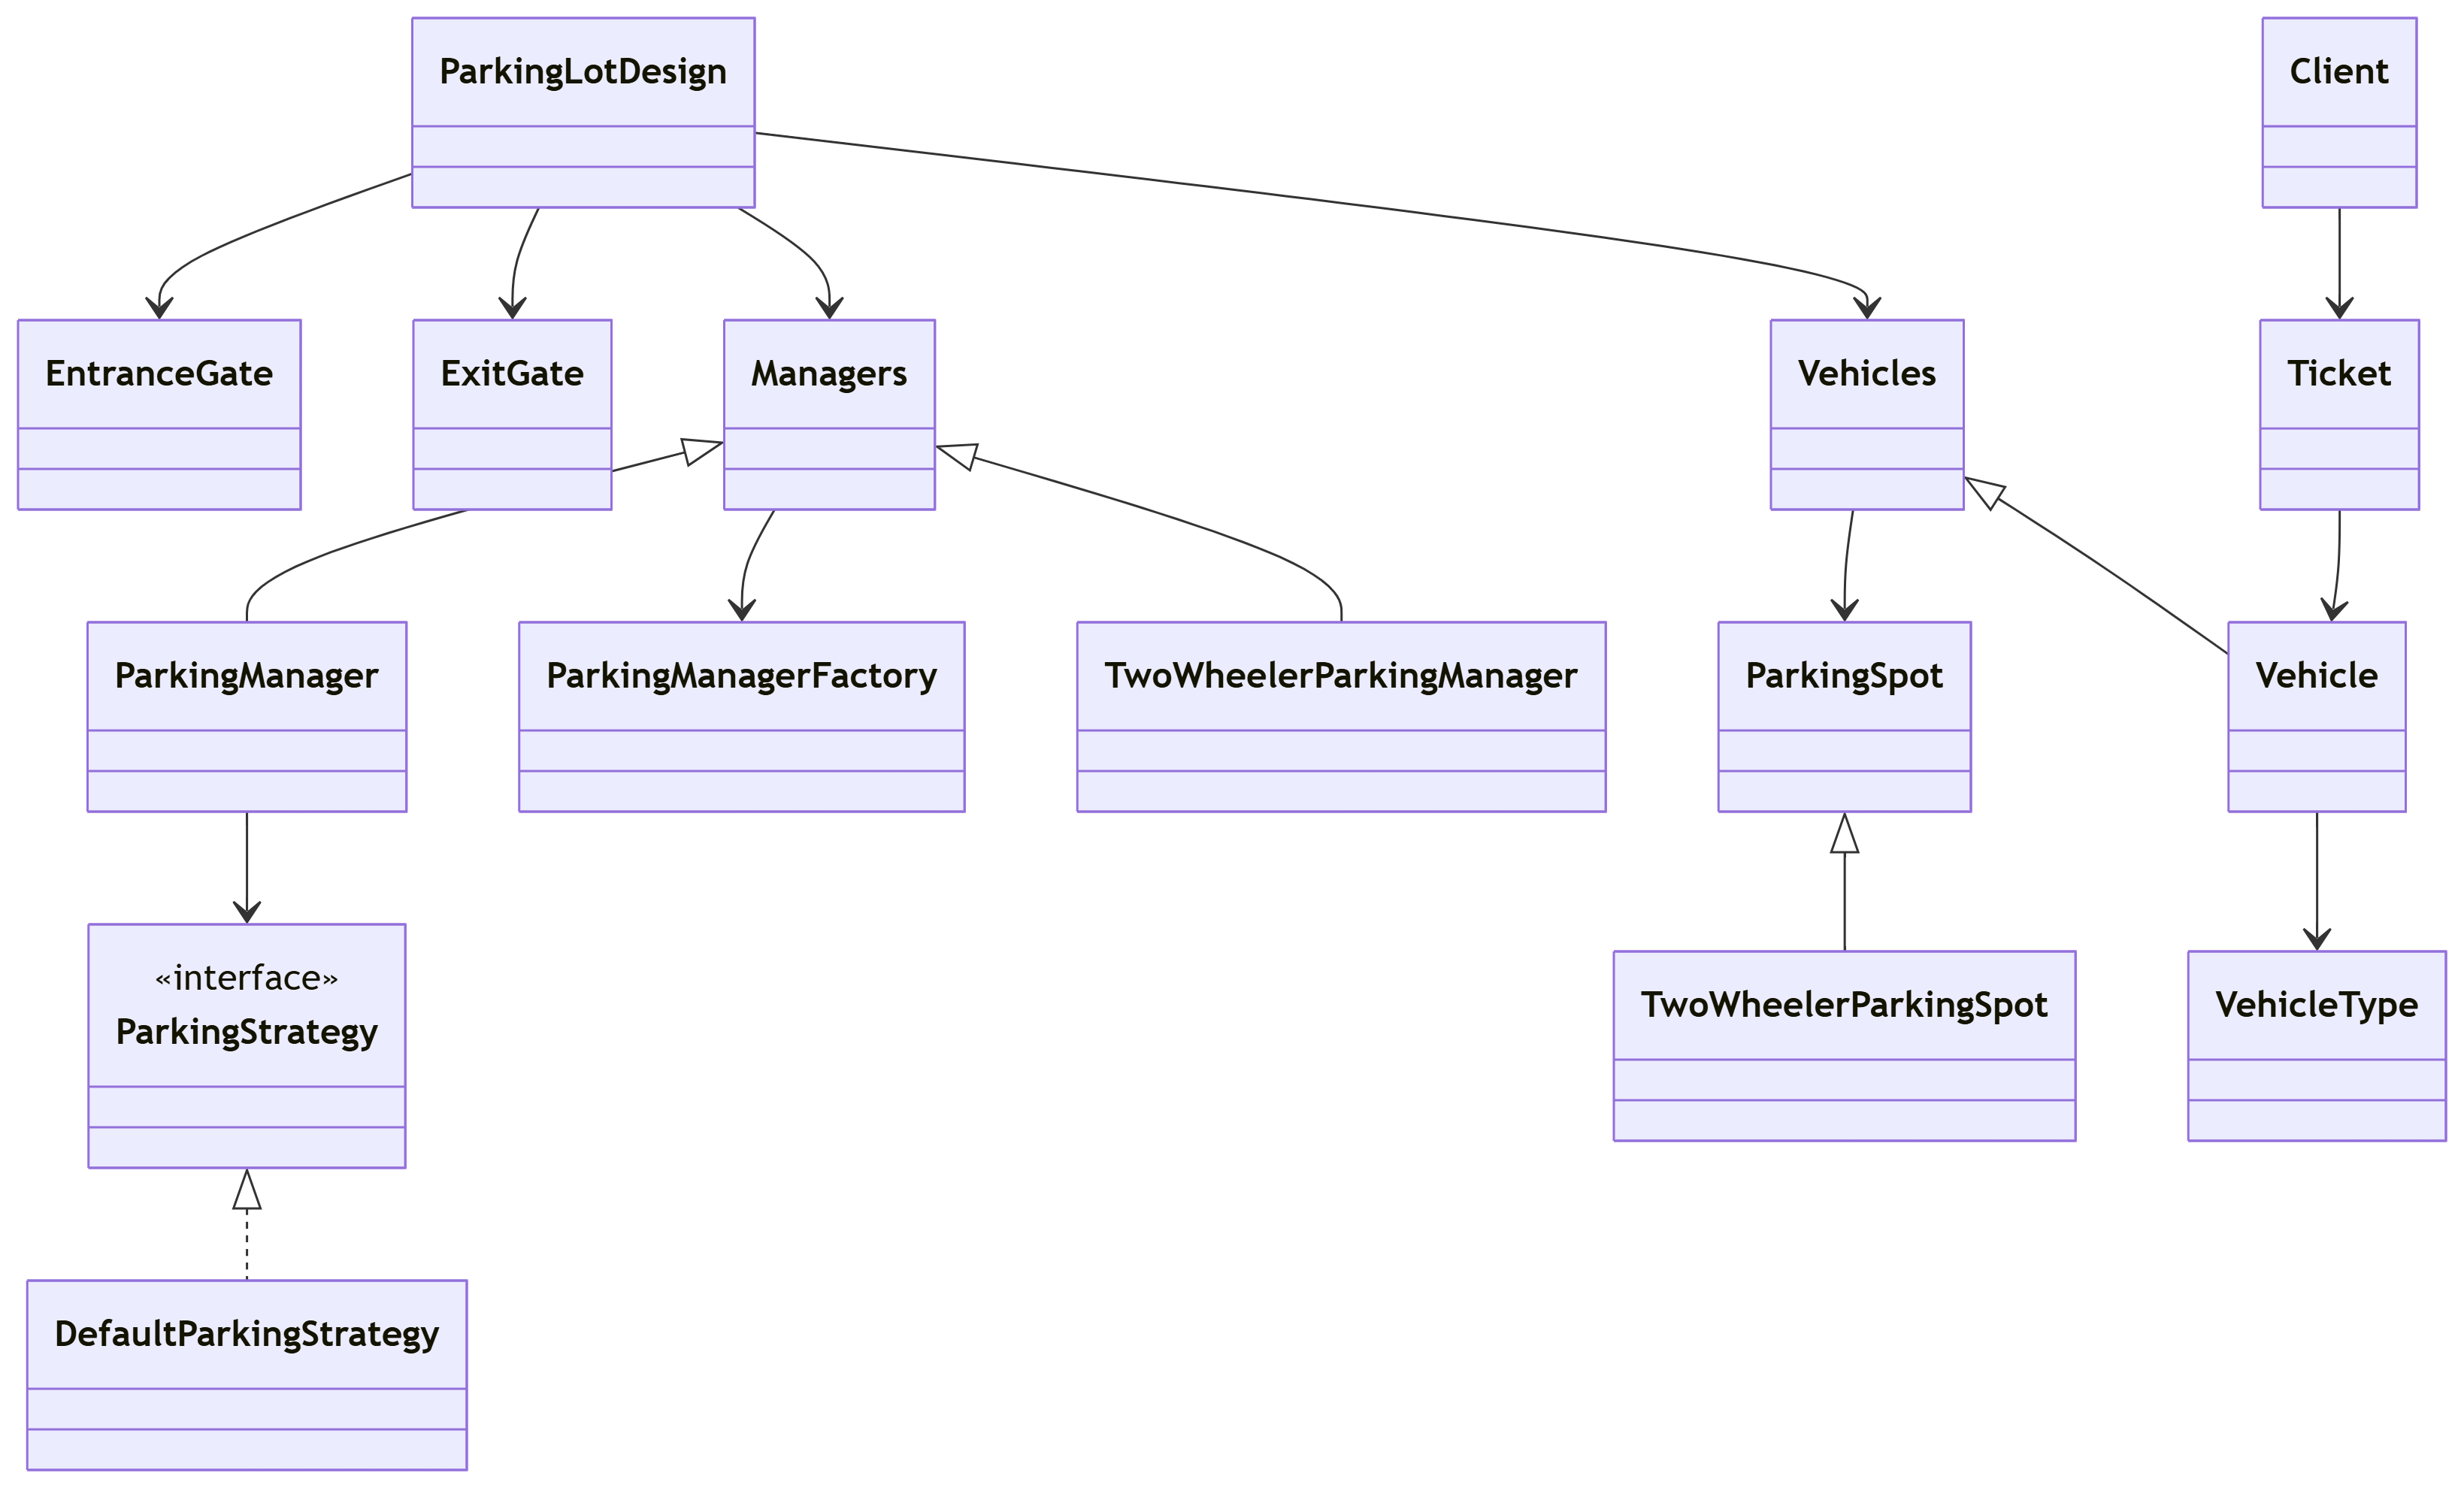 ParkingLotDesign
Client
EntranceGate
ExitGate
Managers
Vehicles
Ticket
ParkingManager
ParkingManagerFactory
TwoWheelerParkingManager
ParkingSpot
Vehicle
«interface»
ParkingStrategy
TwoWheelerParkingSpot
VehicleType
DefaultParkingStrategy